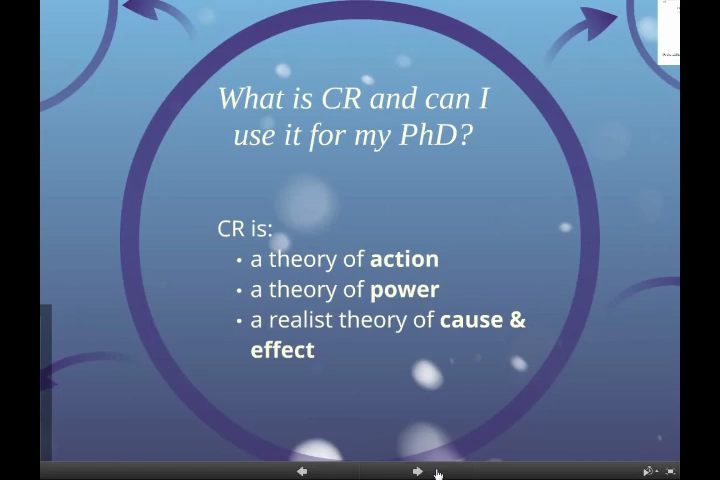 What is CR and can I
use it for my PhD?
CR is:
• a theory of action
• a theory of power
• a realist theory of cause &
effect